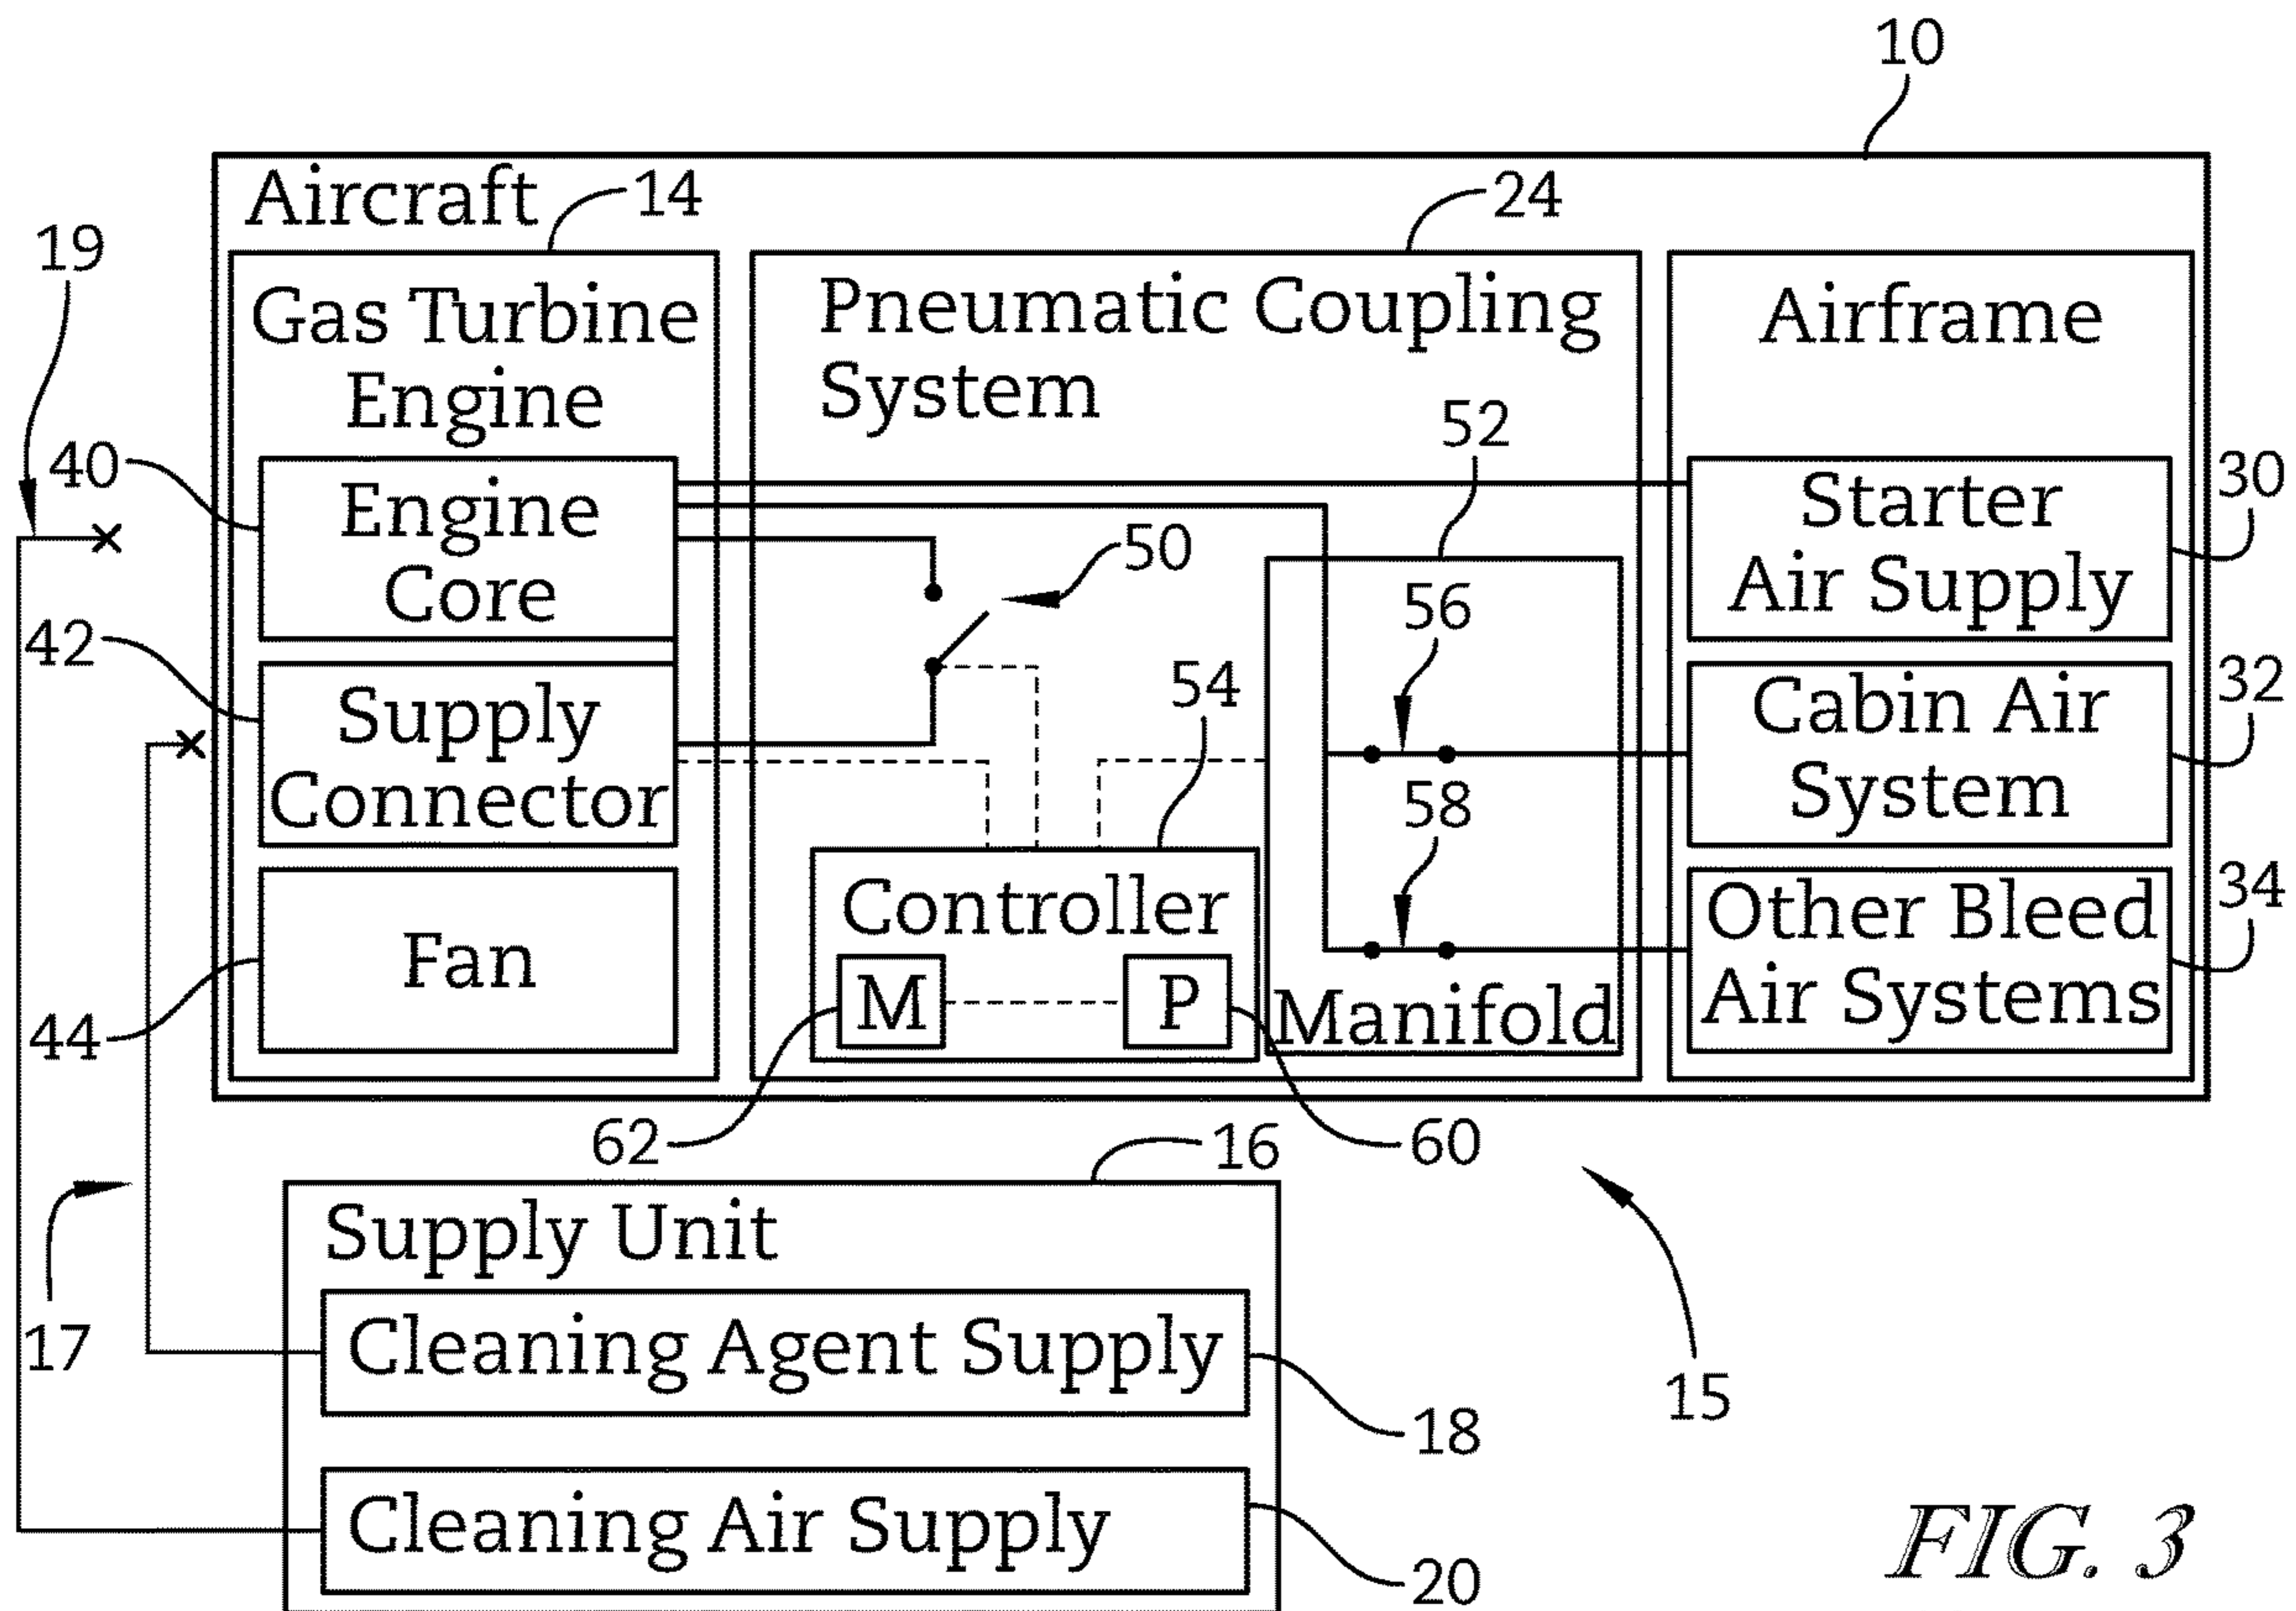 10
Aircraft
14
24
19
Gas Turbine
Engine
Pneumatic Coupling
System
Airframe
52
40
Engine
Core
50
Starter
Air Supply
30
42
Supply
Connector
54
56
Cabin Air
System
32
58
44
Fan
Controller
M
P
Manifold
Other Bleed
Air Systems
34
62
60
16
17
Supply Unit
Cleaning Agent Supply
18
15
Cleaning Air Supply
20
FIG. 3